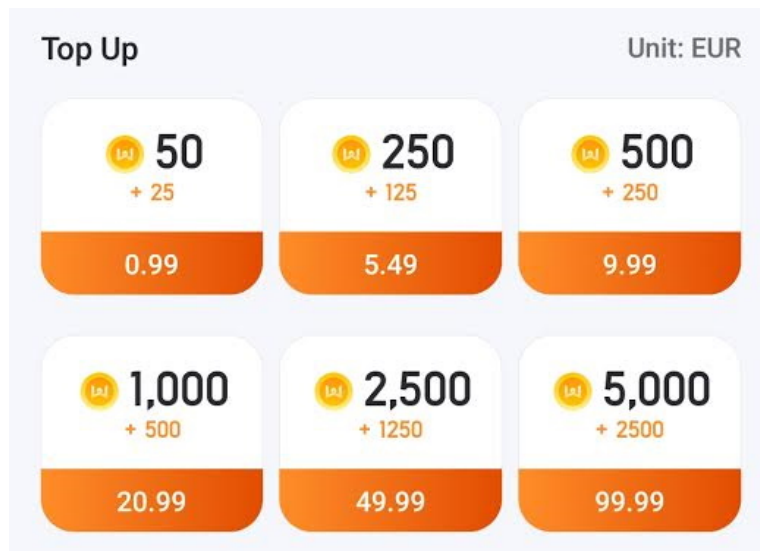 Top Up Unit: EUR
50 250 500
+ 25 + 125 + 250
0.99 5.49 9.99
1,000 2,500 5,000
+ 500 + 1250 + 2500
20.99 49.99 99.99